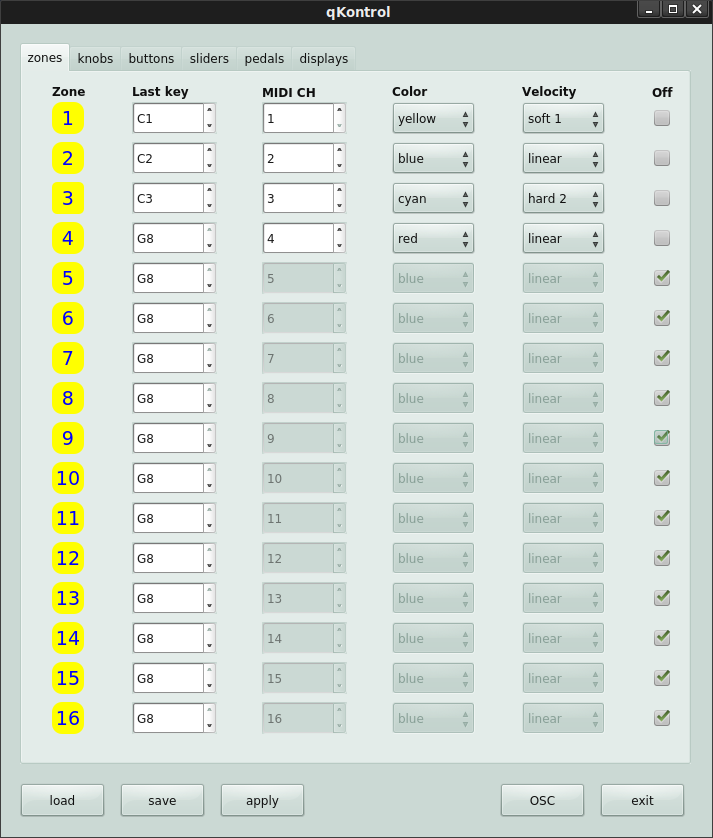 qKontrol
zones knobs buttons sliders pedals displays
Zone Last key MIDI CH Color Velocity Off
1 C1 1 yellow soft 1
2 C2 2 blue linear
3 C3 3 cyan hard 2
4 G8 4 red linear
5 G8 5 blue linear
6 G8 6 blue linear
7 G8 7 blue linear
8 G8 8 blue linear
9 G8 9 blue linear
10 G8 10 blue linear
11 G8 11 blue linear
12 G8 12 blue linear
13 G8 13 blue linear
14 G8 14 blue linear
15 G8 15 blue linear
16 G8 16 blue linear
load save apply OSC exit